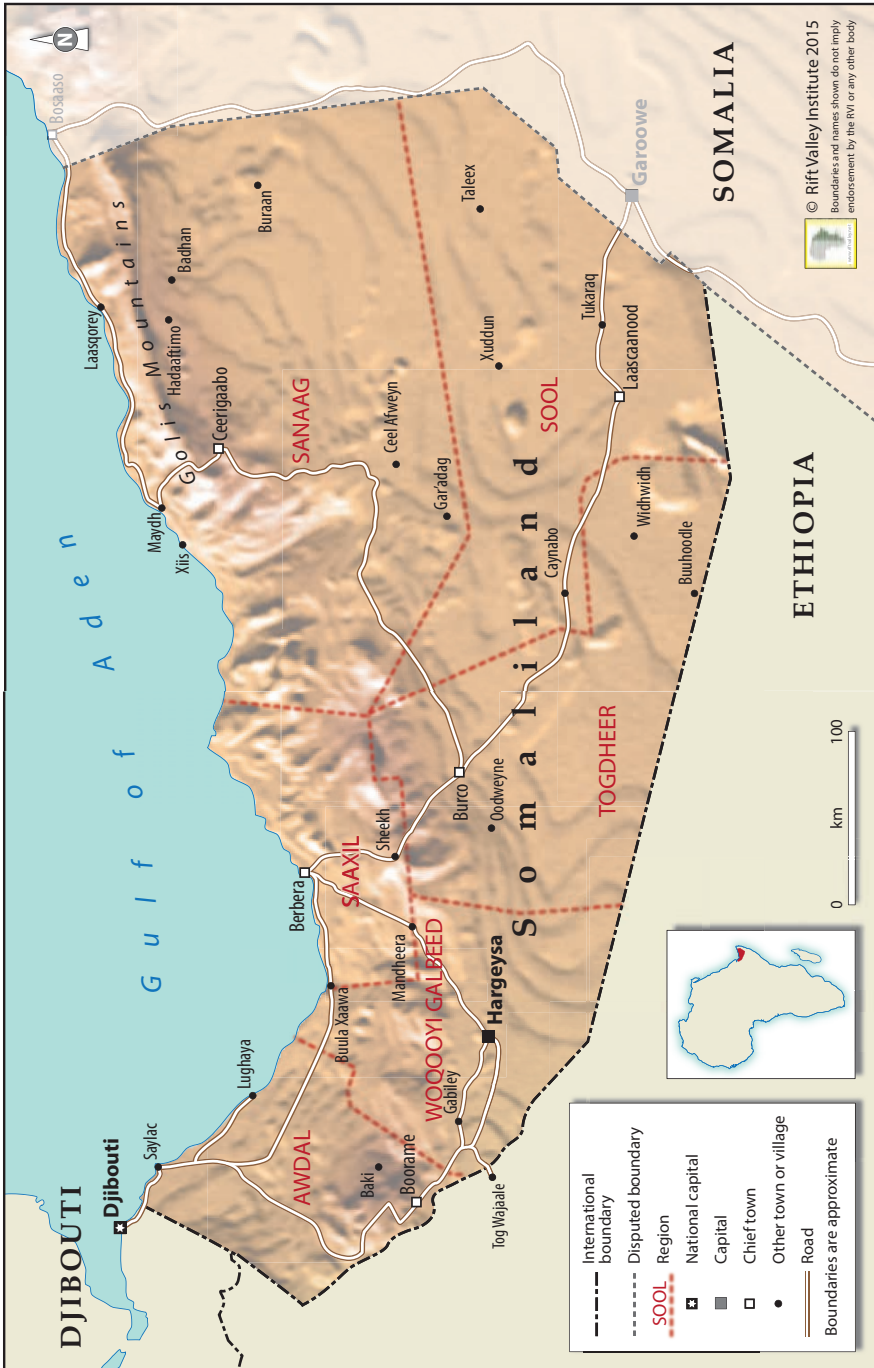 DJIBOUTI
Djibouti
Saylac
Lughaya
AWDAL
Baki
Boorame
Tog Wajaale
Gabiley
WOQOOYI GALBEED
Hargeysa
Buula Xaawa
Mandheera
Berbera
SAAXIL
Sheekh
Burco
Oodweyne
TOGDHEER
Gulf of Aden
Somaliland
Xiis
Maydh
Golis Mountains
Ceerigaabo
Laasqorey
Hadaaftimo
Badhan
Buraan
Bosaaso
SANAAG
Ceel Afweyn
Gar'adag
SOOL
Xuddun
Taleex
Caynabo
Widhwidh
Buuhoodle
Laascaanood
Tukaraq
Garoowe
ETHIOPIA
SOMALIA
N
International
boundary
Disputed boundary
SOOL Region
National capital
Capital
Chief town
Other town or village
Road
Boundaries are approximate
0 km 100
© Rift Valley Institute 2015
Boundaries and names shown do not imply
endorsement by the RVI or any other body